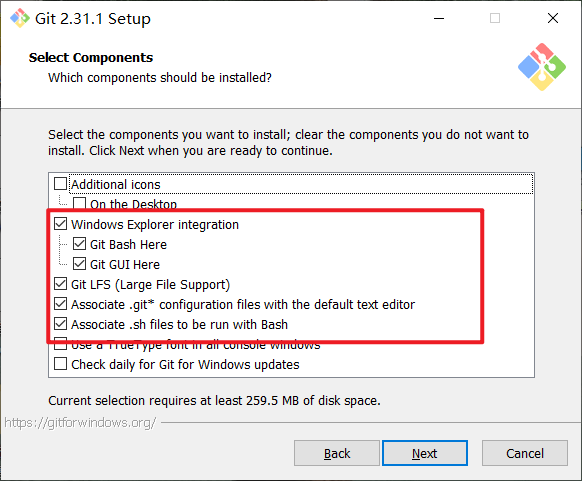 Git 2.31.1 Setup
Select Components
Which components should be installed?
Select the components you want to install; clear the components you do not want to
install. Click Next when you are ready to continue.
Additional icons
On the Desktop
Windows Explorer integration
Git Bash Here
Git GUI Here
Git LFS (Large File Support)
Associate .git* configuration files with the default text editor
Associate .sh files to be run with Bash
Use a TrueType font in all console windows
Check daily for Git for Windows updates
Current selection requires at least 259.5 MB of disk space.
https://gitforwindows.org/
Back
Next
Cancel